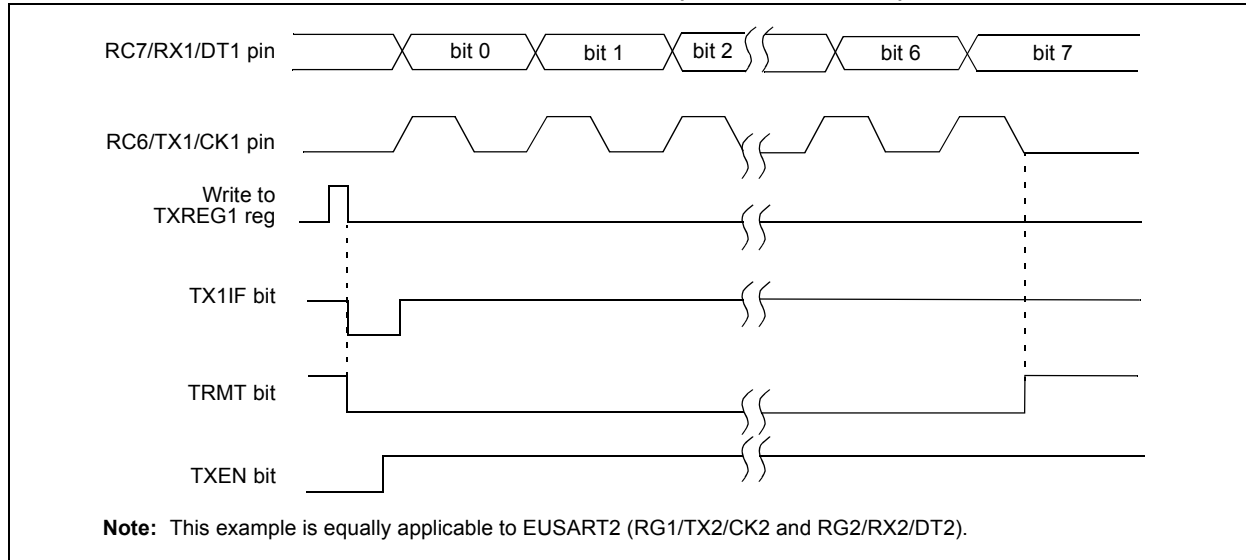 RC7/RX1/DT1 pin
bit 0
bit 1
bit 2
bit 6
bit 7
RC6/TX1/CK1 pin
Write to
TXREG1 reg
TX1IF bit
TRMT bit
TXEN bit
Note: This example is equally applicable to EUSART2 (RG1/TX2/CK2 and RG2/RX2/DT2).